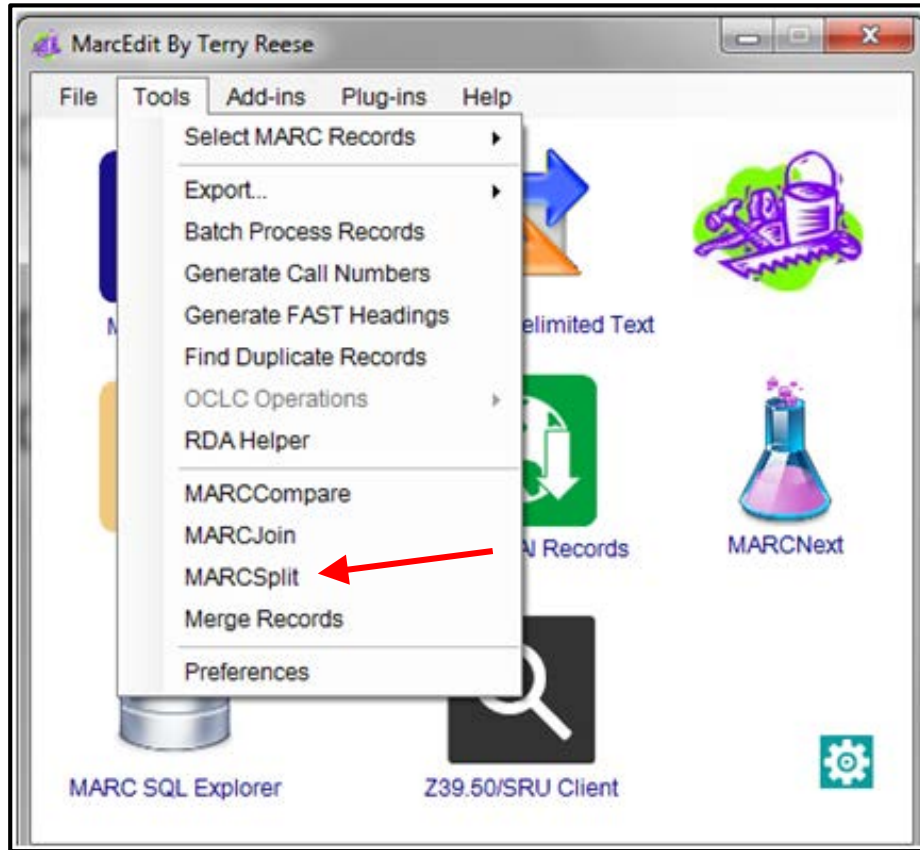 MarcEdit By Terry Reese
File Tools Add-ins Plug-ins Help
Select MARC Records
Export...
Batch Process Records
Generate Call Numbers
Generate FAST Headings
elimited Text
Find Duplicate Records
OCLC Operations
RDA Helper
MARCCompare
MARCJoin
AI Records
MARCNext
MARCSplit
Merge Records
Preferences
MARC SQL Explorer
Z39.50/SRU Client